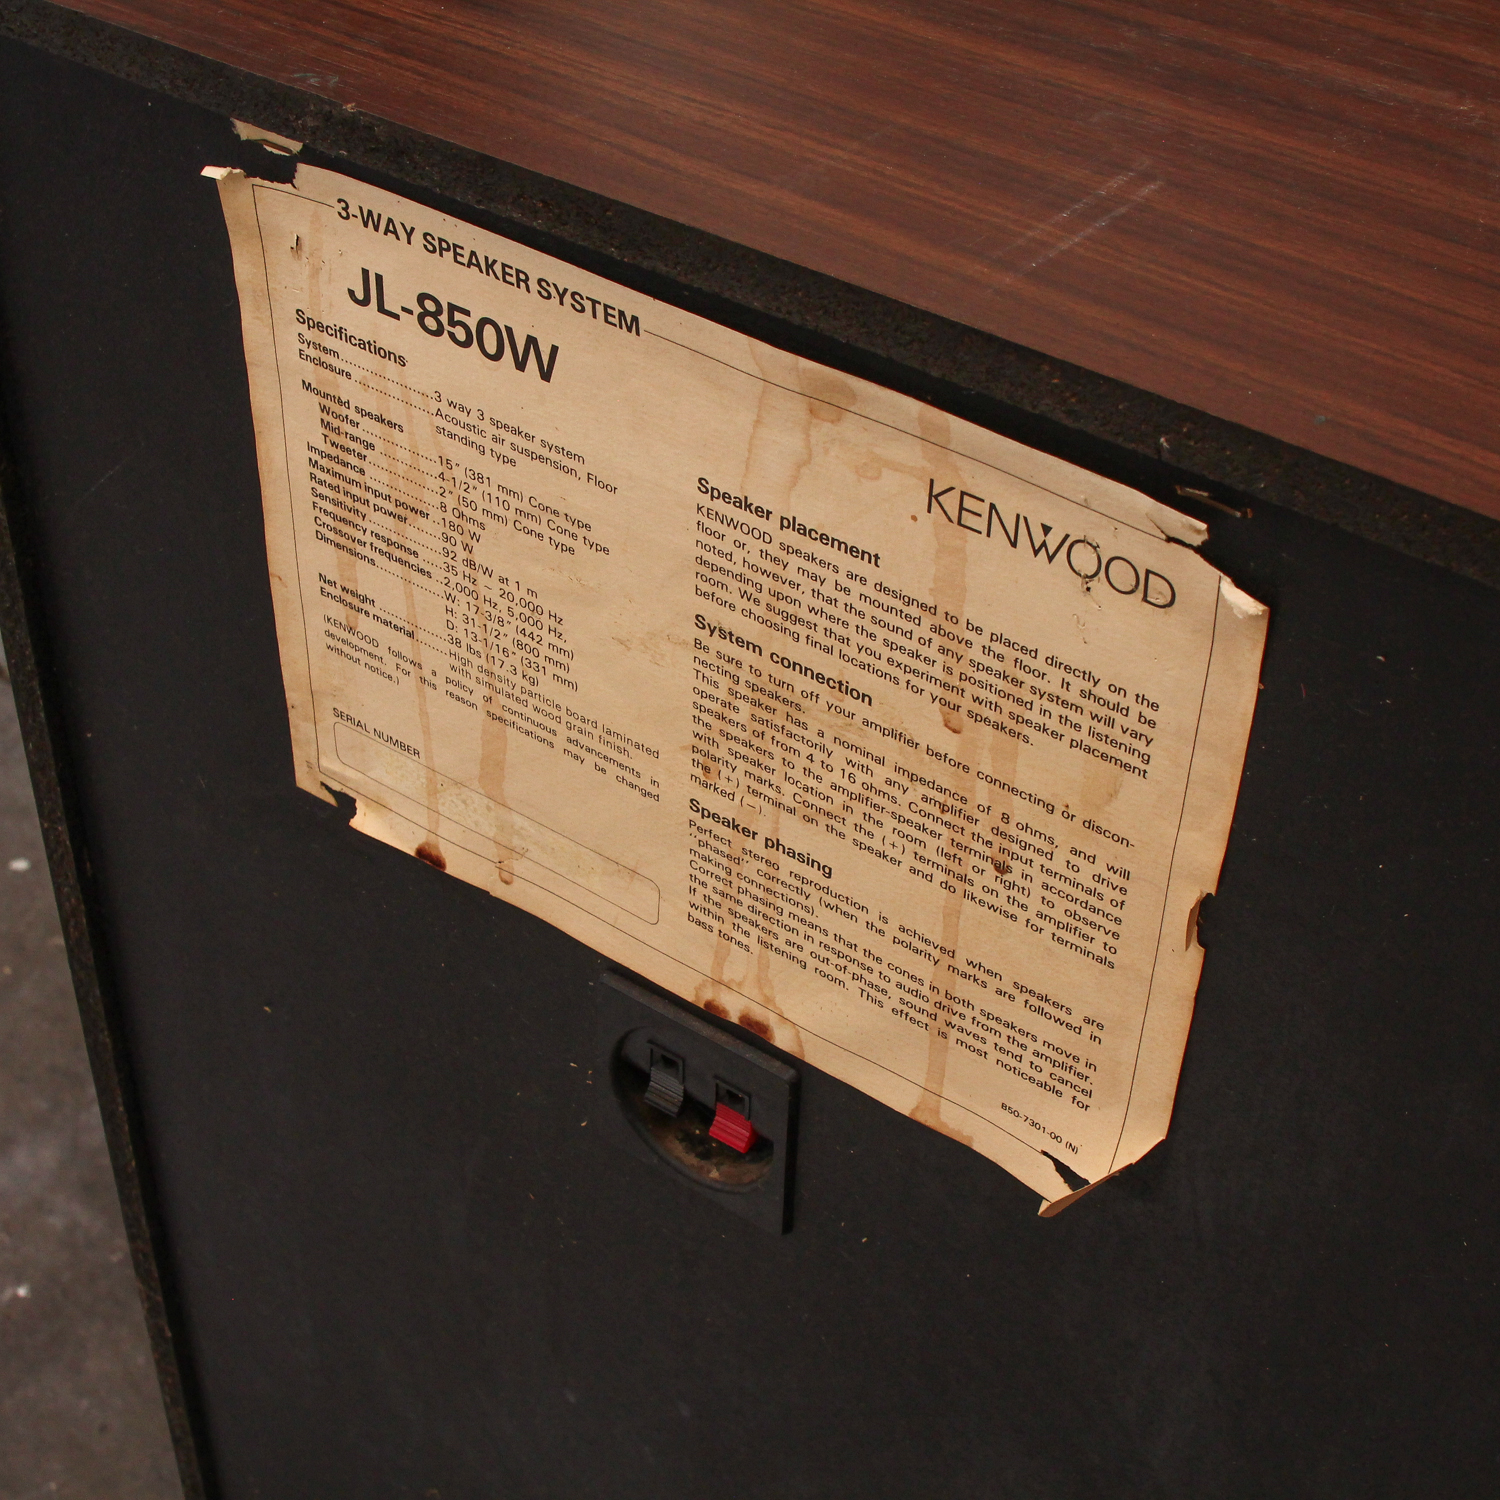 3-WAY SPEAKER SYSTEM
JL-850W
Specifications
System..................3 way 3 speaker system
Enclosure ..............Acoustic air suspension, Floor
standing type
Mounted speakers
Woofer ..............15" (381 mm) Cone type
Mid-range ...........4-1/2" (110 mm) Cone type
Tweeter..............2" (50 mm) Cone type
Impedance ..............8 Ohms
Maximum input power ..180 W
Rated input power......90 W
Sensitivity ............92 dB/W at 1 m
Frequency response ....35 Hz – 20,000 Hz
Crossover frequencies ..2,000 Hz, 5,000 Hz
Dimensions..............W: 17-3/8" (442 mm)
H: 31-1/2" (800 mm)
D: 13-1/16" (331 mm)
Net weight ..............38 lbs (17.3 kg)
Enclosure material.......High density particle board laminated
with simulated wood grain finish.
(KENWOOD follows a policy of continuous advancements in
development. For this reason specifications may be changed
without notice.)
SERIAL NUMBER
KENWOOD
Speaker placement
KENWOOD speakers are designed to be placed directly on the
floor or, they may be mounted above the floor. It should be
noted, however, that the sound of any speaker system will vary
depending upon where the speaker is positioned in the listening
room. We suggest that you experiment with speaker placement
before choosing final locations for your speakers.
System connection
Be sure to turn off your amplifier before connecting or discon-
necting speakers.
This speaker has a nominal impedance of 8 ohms, and will
operate satisfactorily with any amplifier designed to drive
speakers of from 4 to 16 ohms. Connect the input terminals of
the speakers to the amplifier-speaker terminals in accordance
with speaker location in the room (left or right) to observe
polarity marks. Connect the (+) terminals on the amplifier to
the (+) terminal on the speaker and do likewise for terminals
marked (−).
Speaker phasing
Perfect stereo reproduction is achieved when speakers are
"phased" correctly (when the polarity marks are followed in
making connections).
Correct phasing means that the cones in both speakers move in
the same direction in response to audio drive from the amplifier.
If the speakers are out-of-phase, sound waves tend to cancel
within the listening room. This effect is most noticeable for
bass tones.
B50-7301-00 (N)